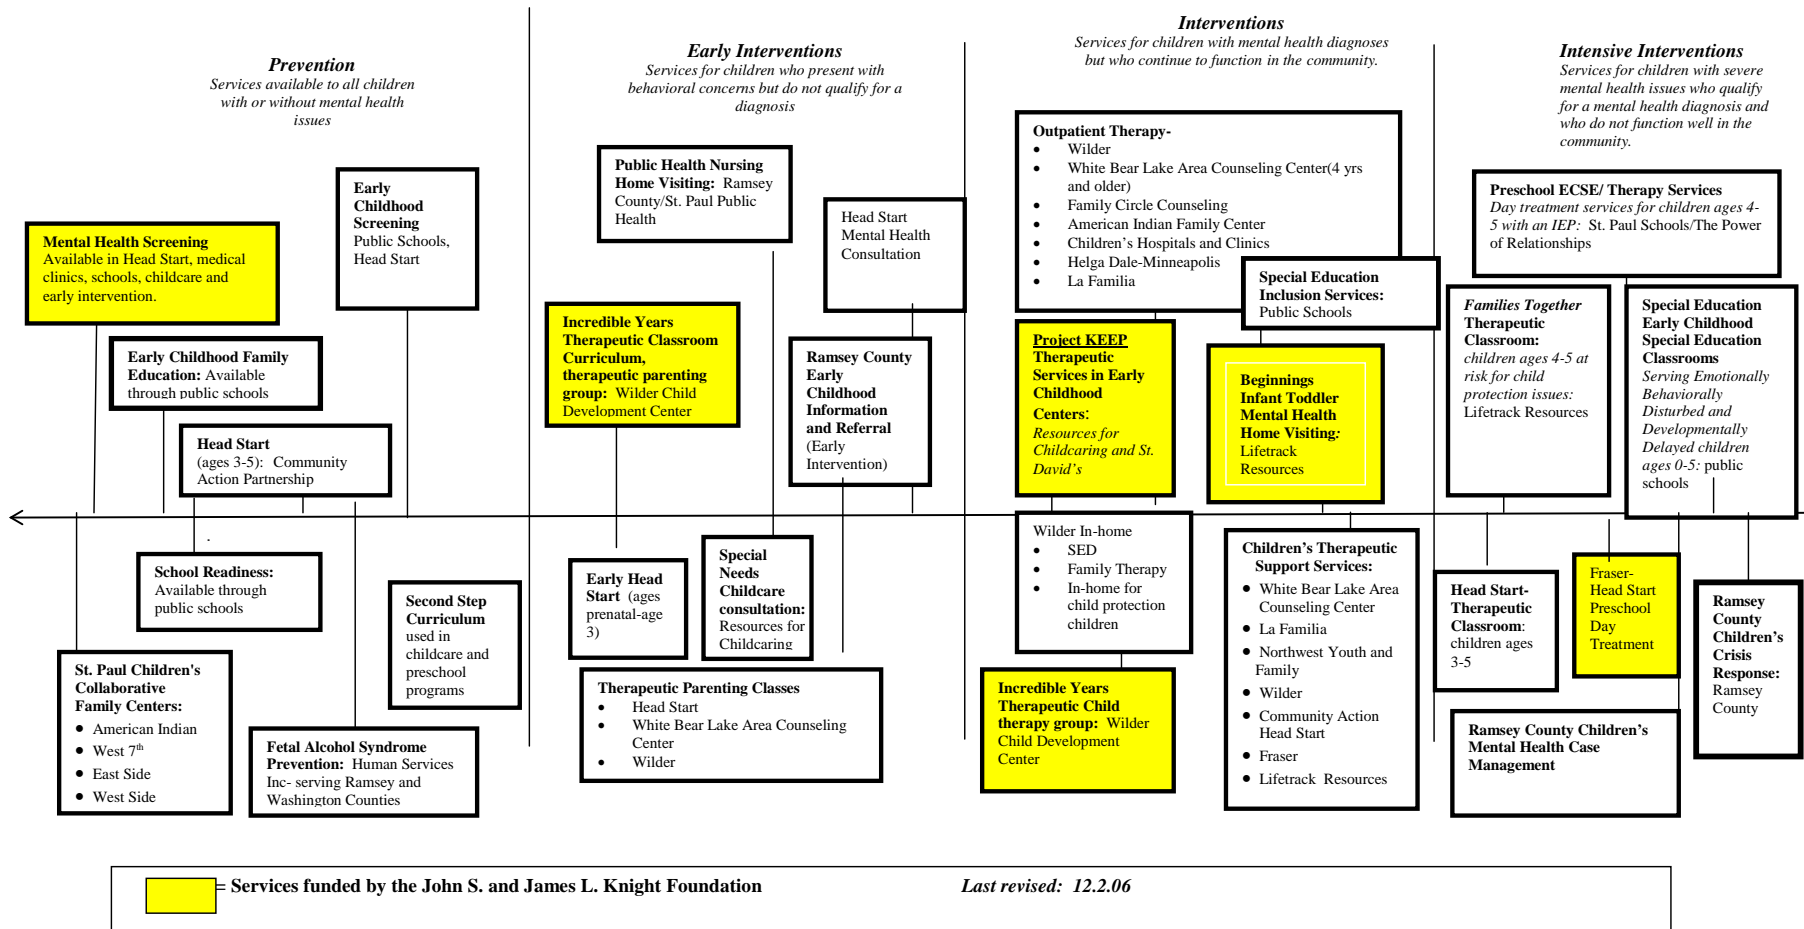 Prevention
Services available to all children
with or without mental health
issues
Early Interventions
Services for children who present with
behavioral concerns but do not qualify for a
diagnosis
Interventions
Services for children with mental health diagnoses
but who continue to function in the community.
Intensive Interventions
Services for children with severe
mental health issues who qualify
for a mental health diagnosis and
who do not function well in the
community.
Mental Health Screening
Available in Head Start, medical
clinics, schools, childcare and
early intervention.
Early
Childhood
Screening
Public Schools,
Head Start
Early Childhood Family
Education: Available
through public schools
Head Start
(ages 3-5): Community
Action Partnership
School Readiness:
Available through
public schools
St. Paul Children's
Collaborative
Family Centers:
• American Indian
• West 7th
• East Side
• West Side
Fetal Alcohol Syndrome
Prevention: Human Services
Inc- serving Ramsey and
Washington Counties
Second Step
Curriculum
used in
childcare and
preschool
programs
Public Health Nursing
Home Visiting: Ramsey
County/St. Paul Public
Health
Head Start
Mental Health
Consultation
Incredible Years
Therapeutic Classroom
Curriculum,
therapeutic parenting
group: Wilder Child
Development Center
Ramsey County
Early
Childhood
Information
and Referral
(Early
Intervention)
Early Head
Start (ages
prenatal-age
3)
Special
Needs
Childcare
consultation:
Resources for
Childcaring
Therapeutic Parenting Classes
• Head Start
• White Bear Lake Area Counseling
Center
• Wilder
Outpatient Therapy-
• Wilder
• White Bear Lake Area Counseling Center(4 yrs
and older)
• Family Circle Counseling
• American Indian Family Center
• Children's Hospitals and Clinics
• Helga Dale-Minneapolis
• La Familia
Special Education
Inclusion Services:
Public Schools
Project KEEP
Therapeutic
Services in Early
Childhood
Centers:
Resources for
Childcaring and St.
David's
Beginnings
Infant Toddler
Mental Health
Home Visiting:
Lifetrack
Resources
Wilder In-home
• SED
• Family Therapy
• In-home for
child protection
children
Incredible Years
Therapeutic Child
therapy group: Wilder
Child Development
Center
Children's Therapeutic
Support Services:
• White Bear Lake Area
Counseling Center
• La Familia
• Northwest Youth and
Family
• Wilder
• Community Action
Head Start
• Fraser
• Lifetrack Resources
Preschool ECSE/ Therapy Services
Day treatment services for children ages 4-
5 with an IEP: St. Paul Schools/The Power
of Relationships
Families Together
Therapeutic
Classroom:
children ages 4-5 at
risk for child
protection issues:
Lifetrack Resources
Special Education
Early Childhood
Special Education
Classrooms
Serving Emotionally
Behaviorally
Disturbed and
Developmentally
Delayed children
ages 0-5: public
schools
Head Start-
Therapeutic
Classroom:
children ages
3-5
Fraser-
Head Start
Preschool
Day
Treatment
Ramsey
County
Children's
Crisis
Response:
Ramsey
County
Ramsey County Children's
Mental Health Case
Management
= Services funded by the John S. and James L. Knight Foundation
Last revised: 12.2.06